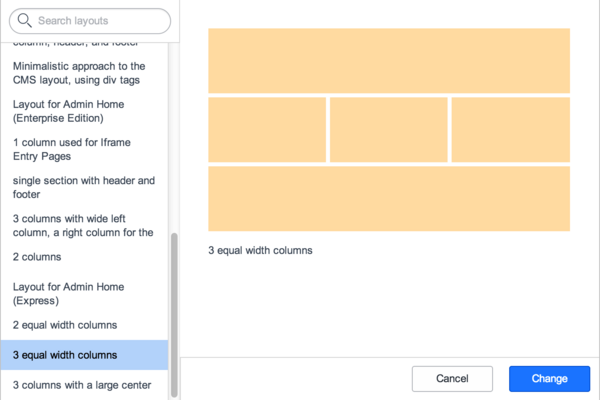 Search layouts
column, header, and footer
Minimalistic approach to the
CMS layout, using div tags
Layout for Admin Home
(Enterprise Edition)
1 column used for Iframe
Entry Pages
single section with header and
footer
3 columns with wide left
column, a right column for the
2 columns
Layout for Admin Home
(Express)
2 equal width columns
3 equal width columns
3 columns with a large center
3 equal width columns
Cancel
Change